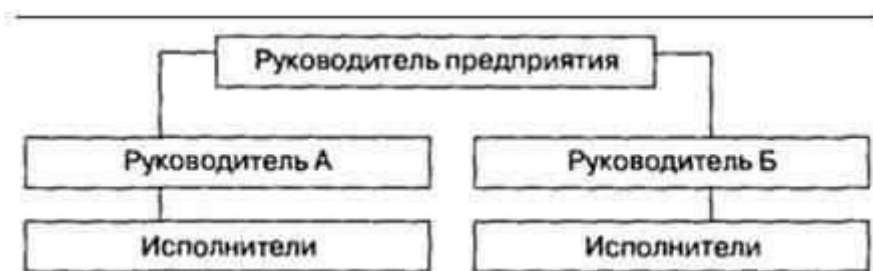 Руководитель предприятия
Руководитель А
Руководитель Б
Исполнители
Исполнители